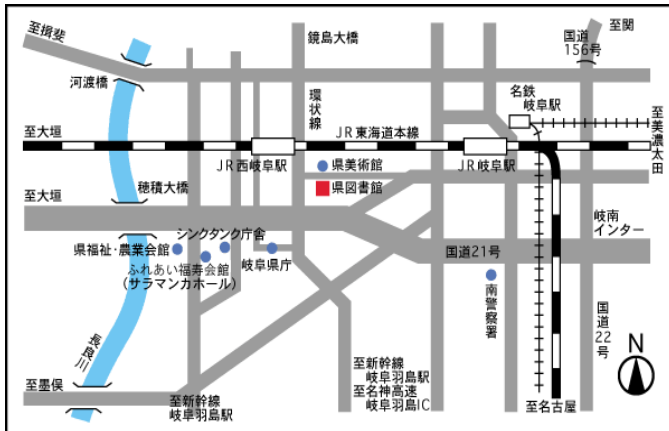 至揖斐
鏡島大橋
至関
国道
156号
河渡橋
環状線
名鉄
岐阜駅
至大垣
JR東海道本線
至美濃太田
JR西岐阜駅
県美術館
JR岐阜駅
至大垣
穂積大橋
県図書館
岐南
インター
シンクタンク庁舎
県福祉・農業会館
ふれあい福寿会館
(サラマンカホール)
岐阜県庁
国道21号
南警察署
長良川
国道22号
N
至墨俣
至新幹線
岐阜羽島駅
至新幹線
岐阜羽島駅
至名神高速
岐阜羽島IC
至名古屋